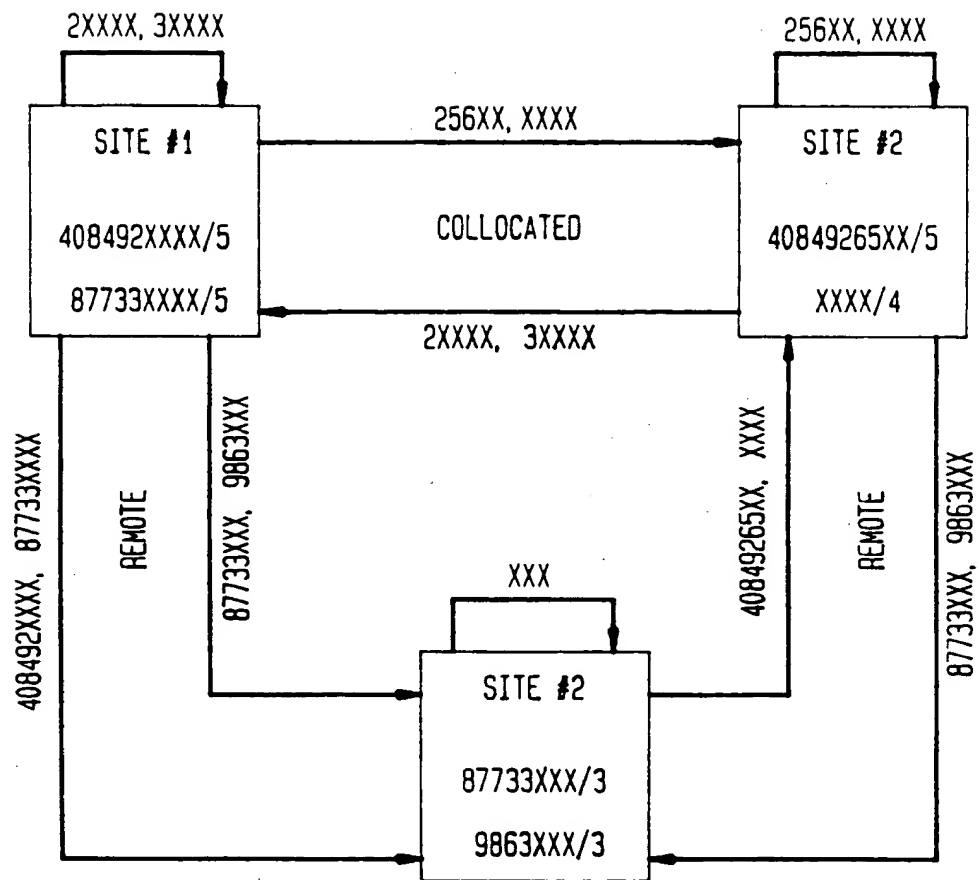 2XXXX, 3XXXX
256XX, XXXX
SITE #1
408492XXXX/5
87733XXXX/5
256XX, XXXX
COLLOCATED
2XXXX, 3XXXX
SITE #2
40849265XX/5
XXXX/4
408492XXXX, 87733XXXX
REMOTE
87733XXX, 9863XXX
40849265XX, XXXX
REMOTE
87733XXX, 9863XXX
XXX
SITE #2
87733XXX/3
9863XXX/3